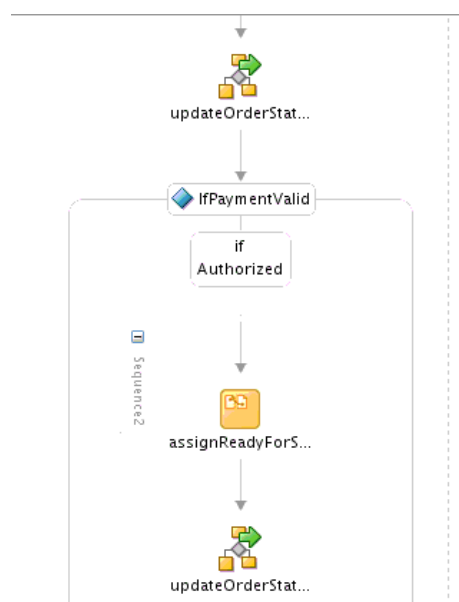 updateOrderStat...
IfPaymentValid
if
Authorized
Sequence2
assignReadyForS...
updateOrderStat...